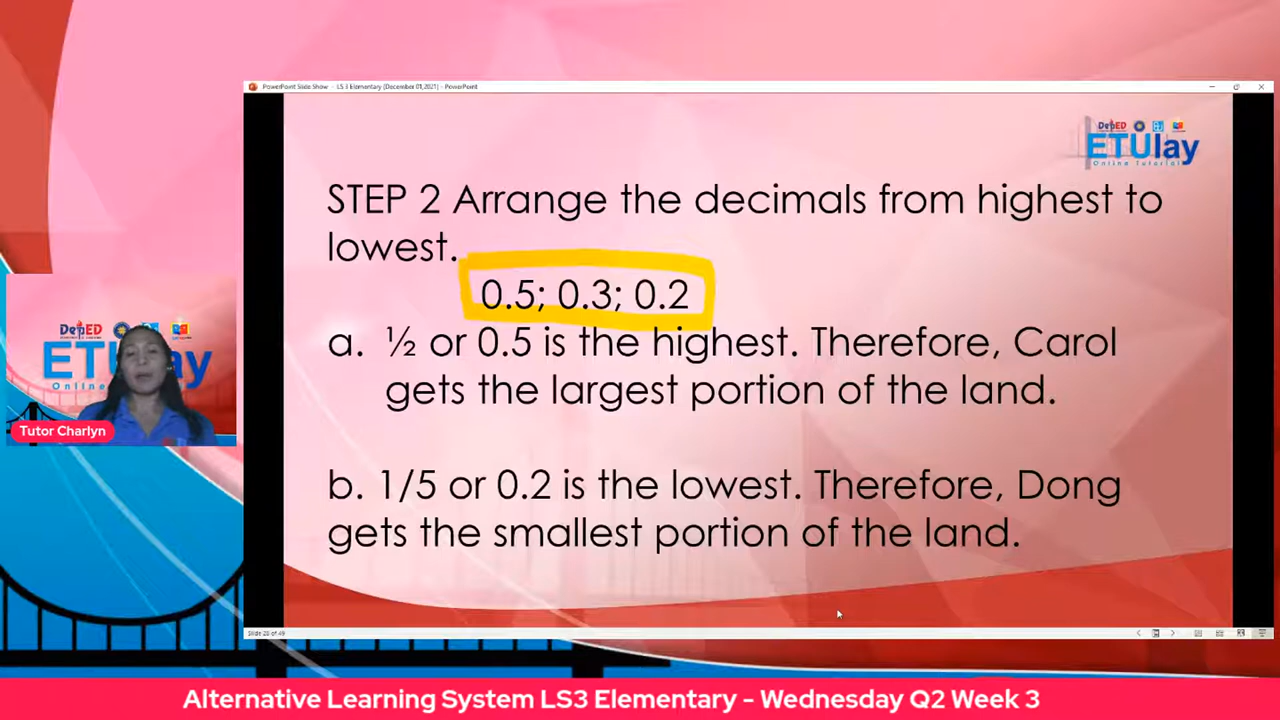 PowerPoint Slide Show - LS 3 Elementary (December 01,2021) - PowerPoint
DepED
ETUlay
Online Tutorial
STEP 2 Arrange the decimals from highest to
lowest.
0.5; 0.3; 0.2
a. ½ or 0.5 is the highest. Therefore, Carol
gets the largest portion of the land.
b. 1/5 or 0.2 is the lowest. Therefore, Dong
gets the smallest portion of the land.
DepED
Tutor Charlyn
Alternative Learning System LS3 Elementary - Wednesday Q2 Week 3